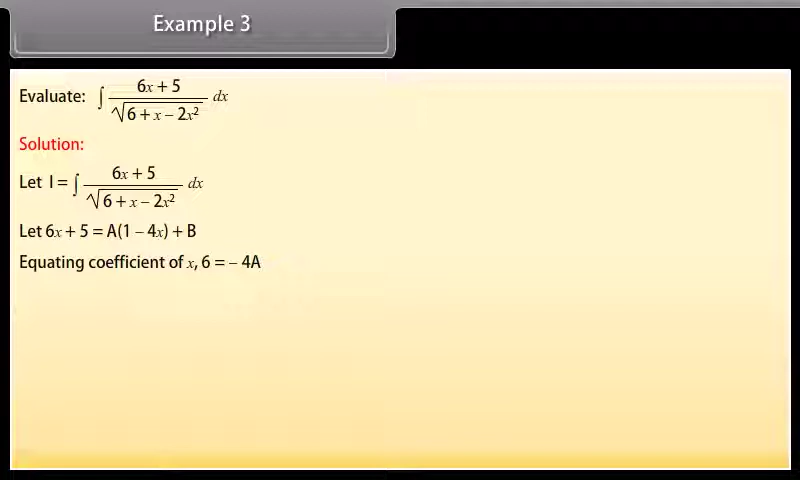 Example 3
Evaluate: ∫ (6x + 5)/√(6 + x – 2x²) dx
Solution:
Let I = ∫ (6x + 5)/√(6 + x – 2x²) dx
Let 6x + 5 = A(1 – 4x) + B
Equating coefficient of x, 6 = – 4A